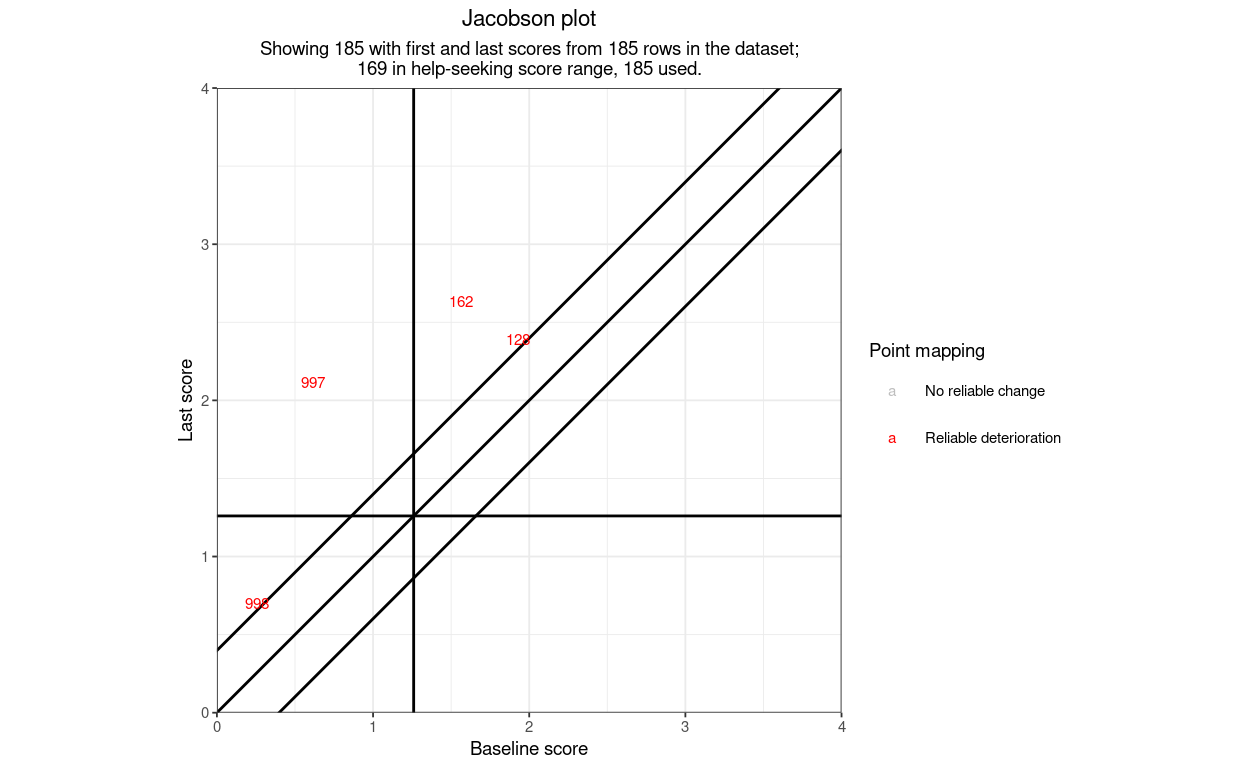 Jacobson plot
Showing 185 with first and last scores from 185 rows in the dataset;
169 in help-seeking score range, 185 used.
4
3
2
1
0
Last score
162
128
997
998
0 1 2 3 4
Baseline score
Point mapping
a No reliable change
a Reliable deterioration